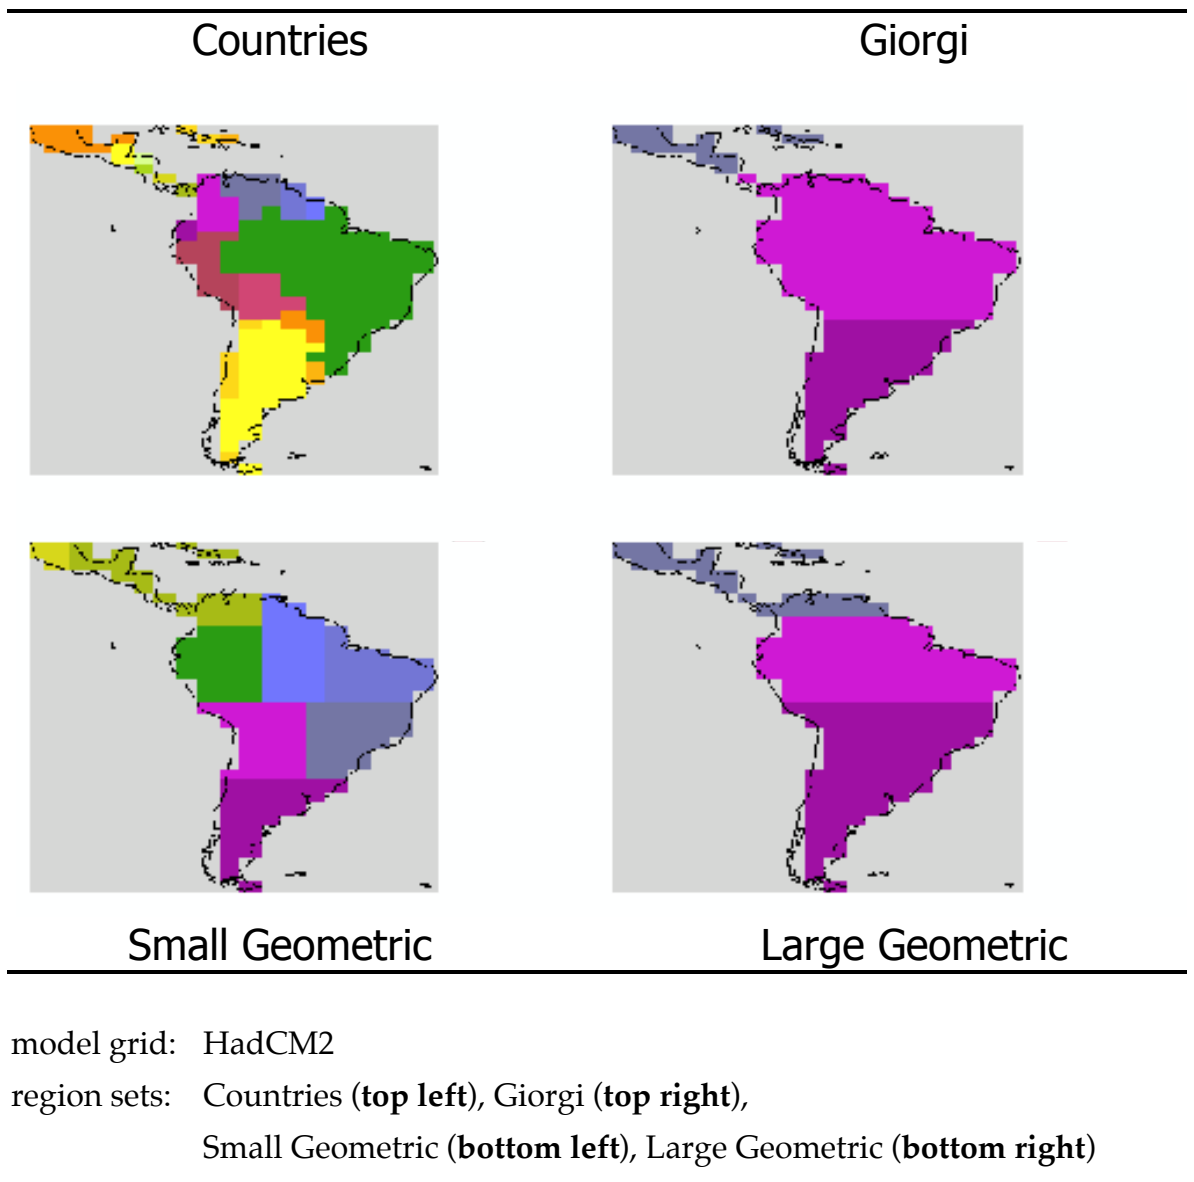 Countries
Giorgi
Small Geometric
Large Geometric
model grid: HadCM2
region sets: Countries (top left), Giorgi (top right),
Small Geometric (bottom left), Large Geometric (bottom right)